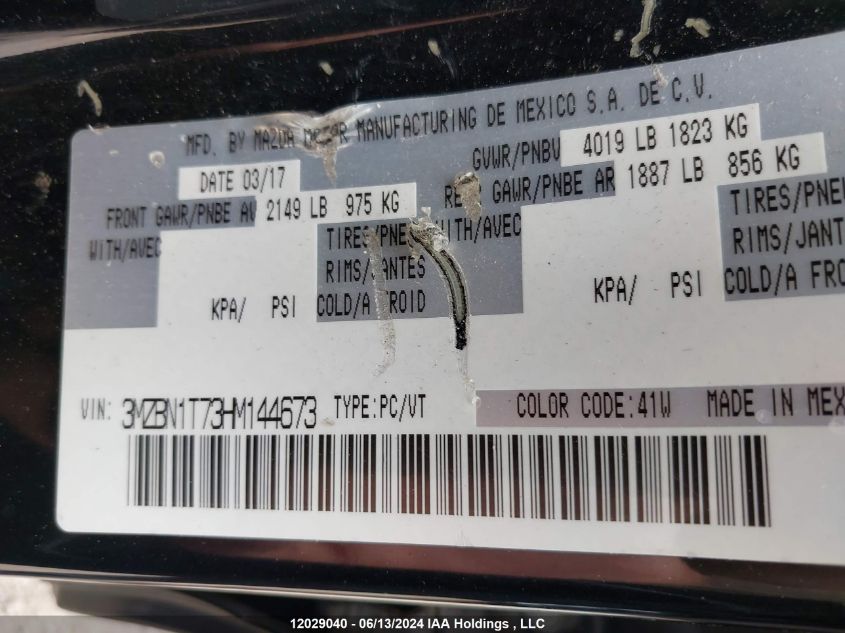 MFD. BY MAZDA MOTOR MANUFACTURING DE MEXICO S.A. DE C.V.
DATE 03/17
GVWR/PNBV 4019 LB 1823 KG
FRONT GAWR/PNBE AV 2149 LB 975 KG
REAR GAWR/PNBE AR 1887 LB 856 KG
WITH/AVEC
TIRES/PNEU
RIMS/JANTES
KPA/ PSI COLD/A FROID
WITH/AVEC
TIRES/PNEU
RIMS/JANT
KPA/ PSI COLD/A FRO
VIN: 3MZBN1T73HM144673 TYPE:PC/VT
COLOR CODE:41W MADE IN MEX
12029040 - 06/13/2024 IAA Holdings , LLC